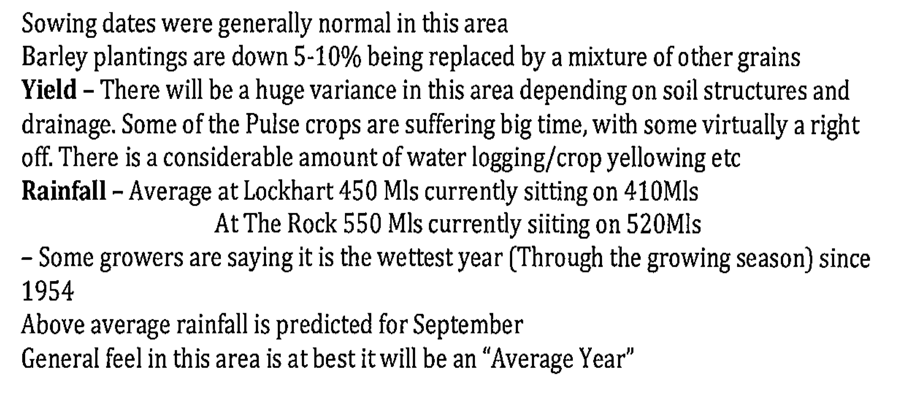 Sowing dates were generally normal in this area
Barley plantings are down 5-10% being replaced by a mixture of other grains
Yield – There will be a huge variance in this area depending on soil structures and
drainage. Some of the Pulse crops are suffering big time, with some virtually a right
off. There is a considerable amount of water logging/crop yellowing etc
Rainfall – Average at Lockhart 450 Mls currently sitting on 410Mls
At The Rock 550 Mls currently siiting on 520Mls
– Some growers are saying it is the wettest year (Through the growing season) since
1954
Above average rainfall is predicted for September
General feel in this area is at best it will be an “Average Year”